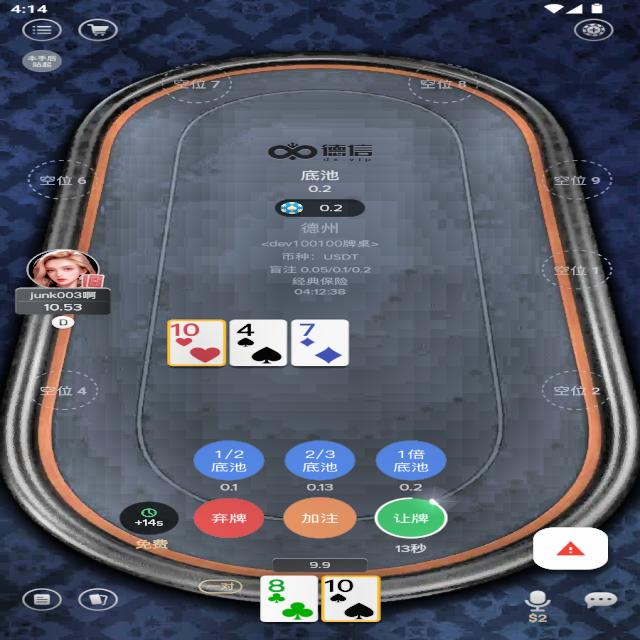 4:14
本手后
站起
空位 7
空位 8
德信
dx.vip
底池
0.2
0.2
空位 6
空位 9
德州
<dev100100牌桌>
币种: USDT
盲注 0.05/0.1/0.2
经典保险
04:12:38
空位 1
junk003啊
10.53
D
10
4
7
空位 4
空位 2
1/2
底池
2/3
底池
1倍
底池
0.1
0.13
0.2
+14s
弃牌
加注
让牌
免费
13秒
9.9
一对
8
10
$2